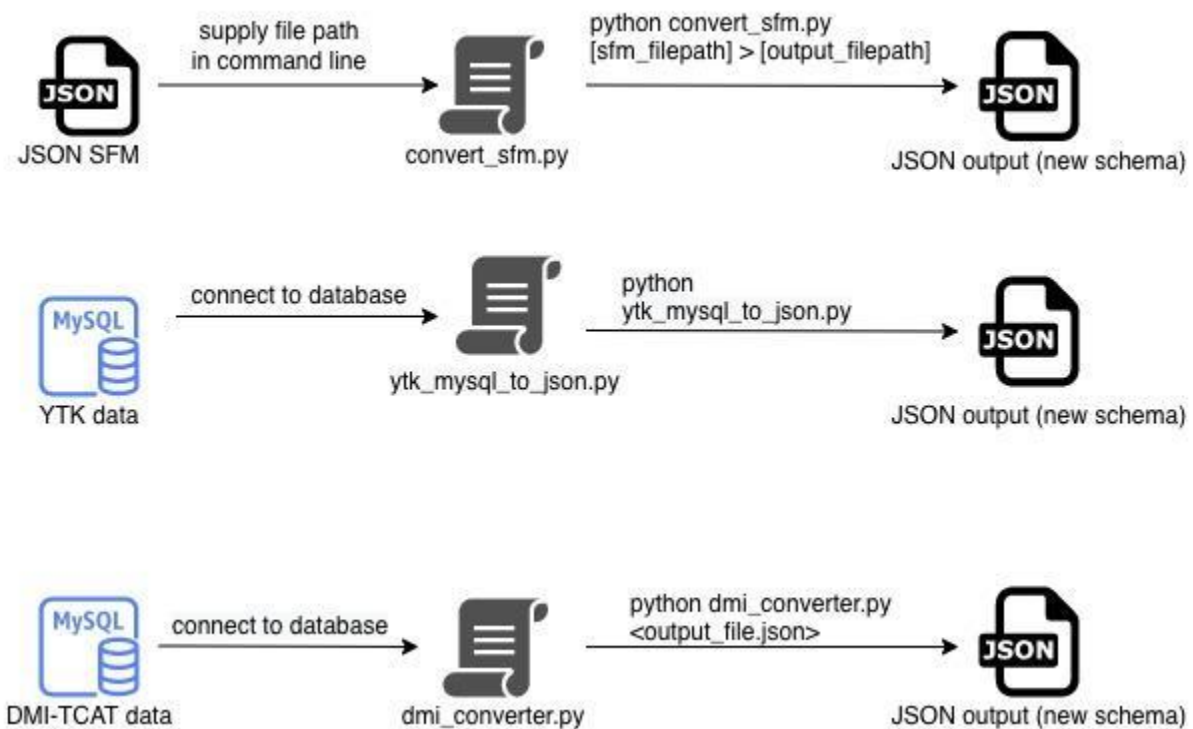 supply file path
in command line
python convert_sfm.py
[sfm_filepath] > [output_filepath]
JSON
JSON
JSON SFM
convert_sfm.py
JSON output (new schema)
connect to database
python
ytk_mysql_to_json.py
MySQL
JSON
ytk_mysql_to_json.py
YTK data
JSON output (new schema)
connect to database
python dmi_converter.py
<output_file.json>
MySQL
JSON
DMI-TCAT data
dmi_converter.py
JSON output (new schema)